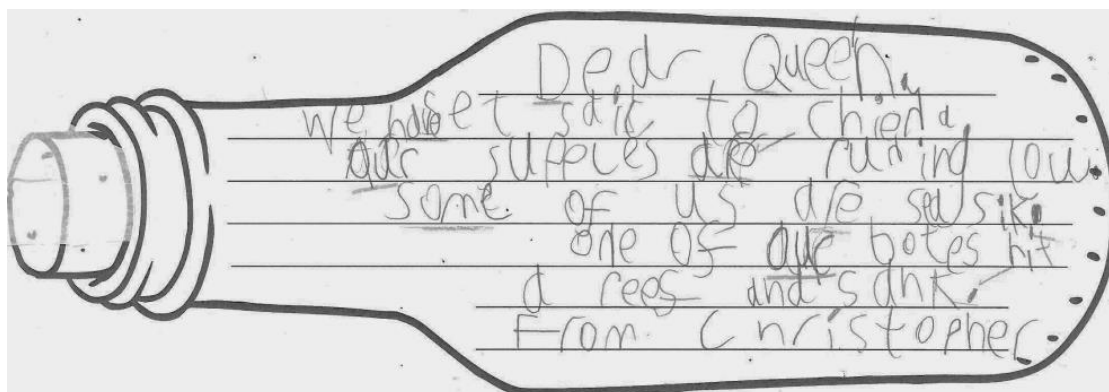 Dear Queen,
We have set sail to chiena
our supples are runing low.
some of us are seasik.
one of our botes hit
a rees and sank.
From Christopher